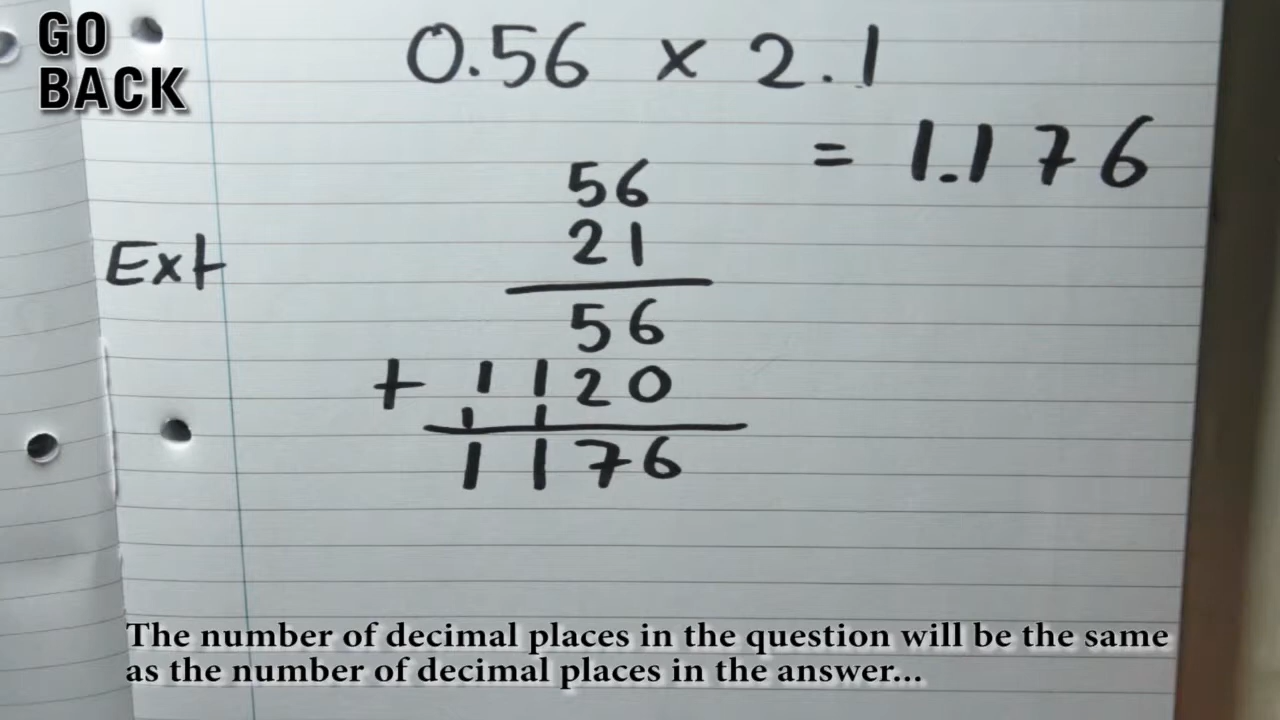 GO
BACK
0.56 × 2.1
= 1.176
56
21
Ext
56
+ 1120
1 1
1176
The number of decimal places in the question will be the same
as the number of decimal places in the answer...